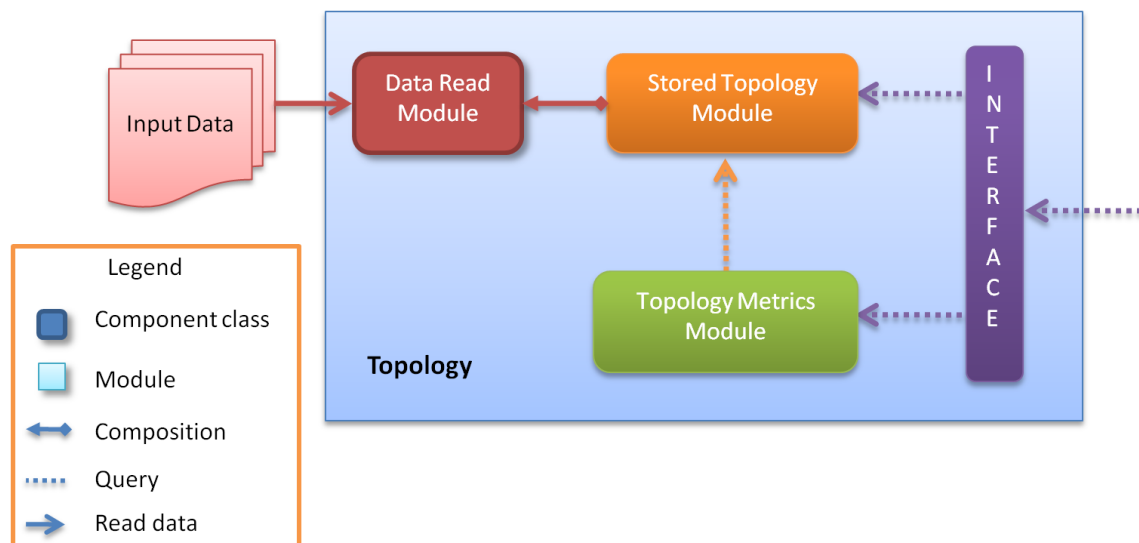 Input Data
Data Read
Module
Stored Topology
Module
INTERFACE
Topology Metrics
Module
Topology
Legend
Component class
Module
Composition
Query
Read data